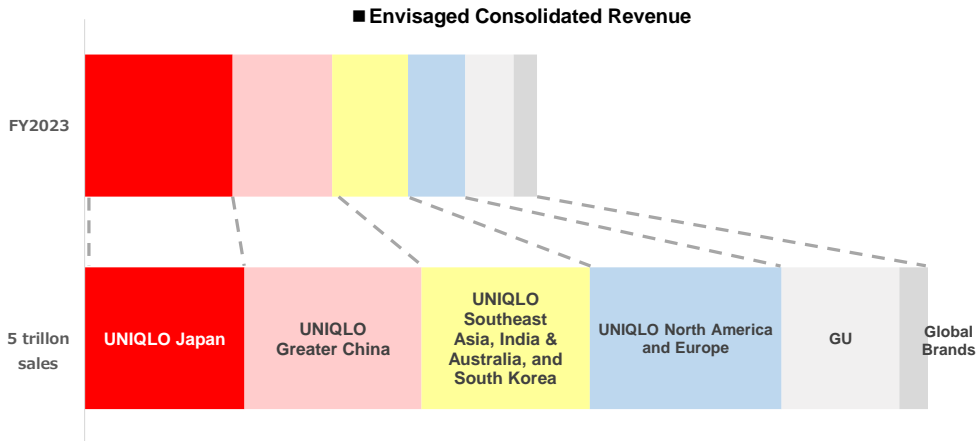 ■ Envisaged Consolidated Revenue
FY2023
5 trillon
sales
UNIQLO Japan
UNIQLO
Greater China
UNIQLO
Southeast
Asia, India &
Australia, and
South Korea
UNIQLO North America
and Europe
GU
Global
Brands